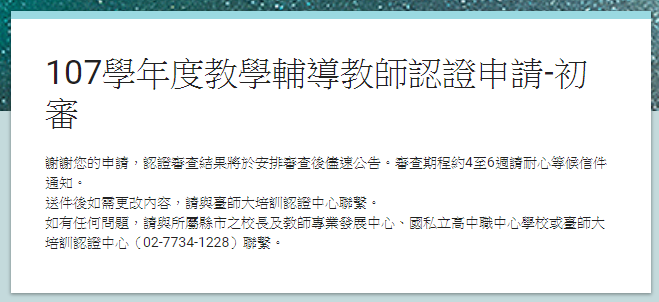 107學年度教學輔導教師認證申請-初
審
謝謝您的申請，認證審查結果將於安排審查後儘速公告。審查期程約4至6週請耐心等候信件
通知。
送件後如需更改內容，請與臺師大培訓認證中心聯繫。
如有任何問題，請與所屬縣市之校長及教師專業發展中心、國私立高中職中心學校或臺師大
培訓認證中心（02-7734-1228）聯繫。